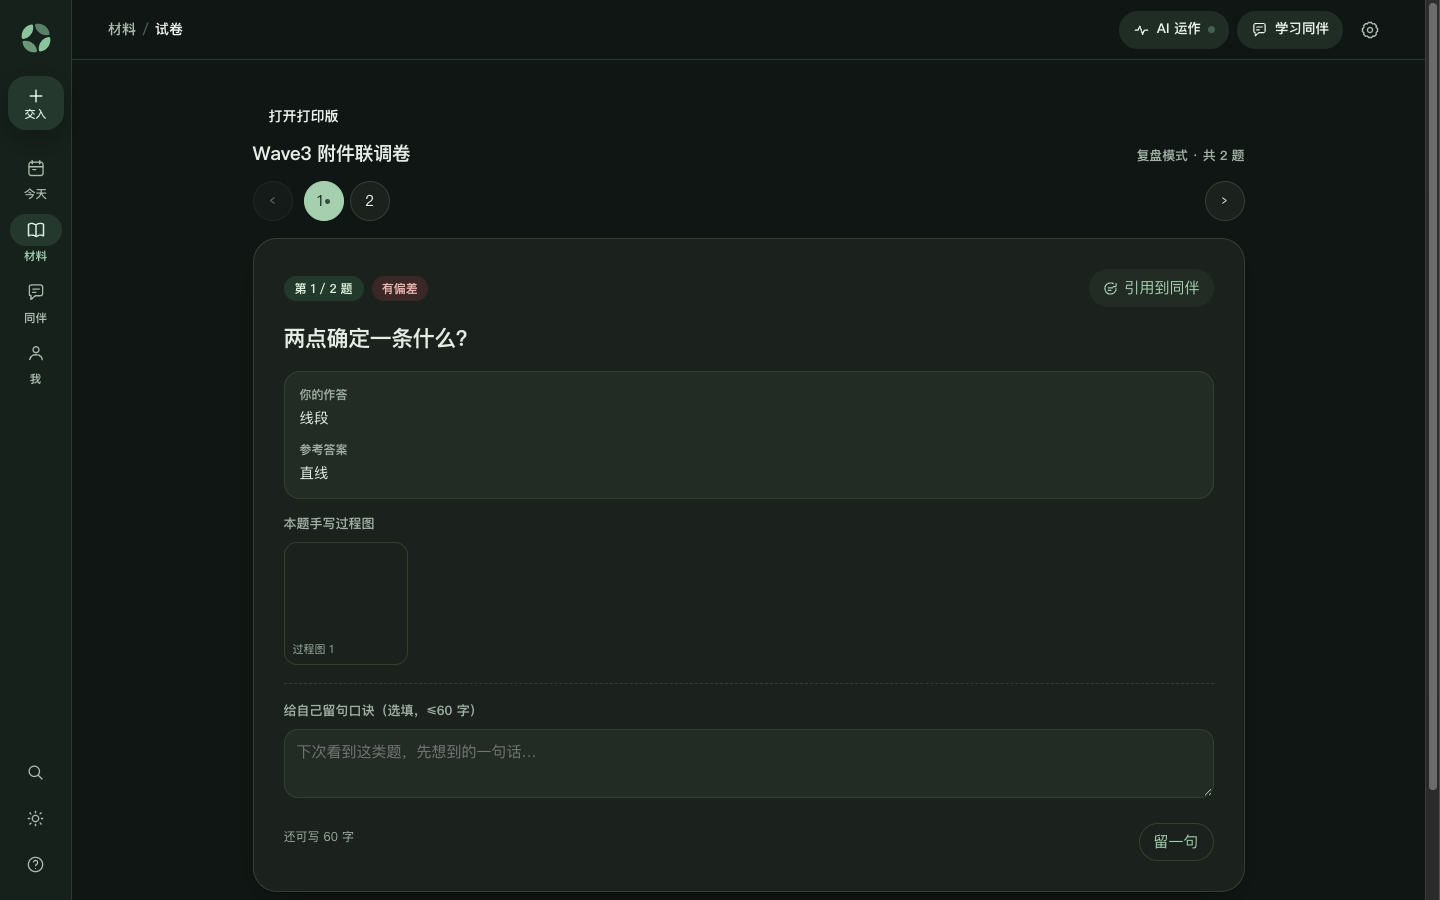 材料 / 试卷
AI 运作
学习同伴
交入
今天
材料
同伴
我
打开打印版
Wave3 附件联调卷
复盘模式 · 共 2 题
1
2
第 1 / 2 题
有偏差
引用到同伴
两点确定一条什么?
你的作答
线段
参考答案
直线
本题手写过程图
过程图 1
给自己留句口诀（选填，≤60 字）
下次看到这类题，先想到的一句话…
还可写 60 字
留一句